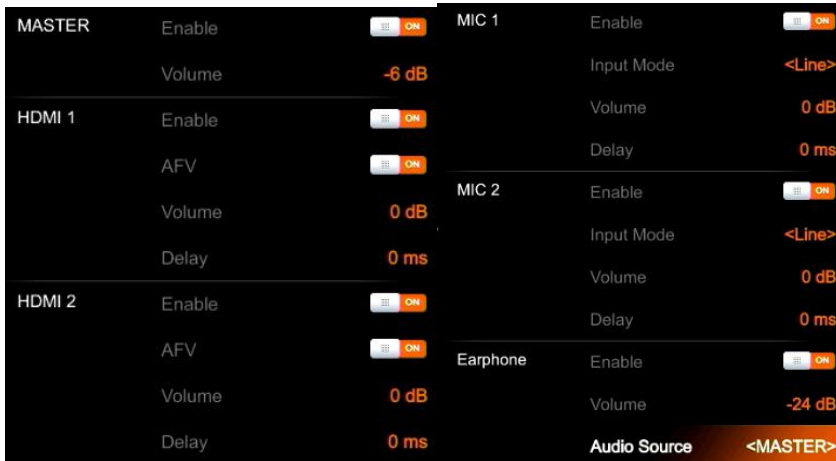 MASTER Enable ON
Volume -6 dB
HDMI 1 Enable ON
AFV ON
Volume 0 dB
Delay 0 ms
HDMI 2 Enable ON
AFV ON
Volume 0 dB
Delay 0 ms
MIC 1 Enable ON
Input Mode <Line>
Volume 0 dB
Delay 0 ms
MIC 2 Enable ON
Input Mode <Line>
Volume 0 dB
Delay 0 ms
Earphone Enable ON
Volume -24 dB
Audio Source <MASTER>